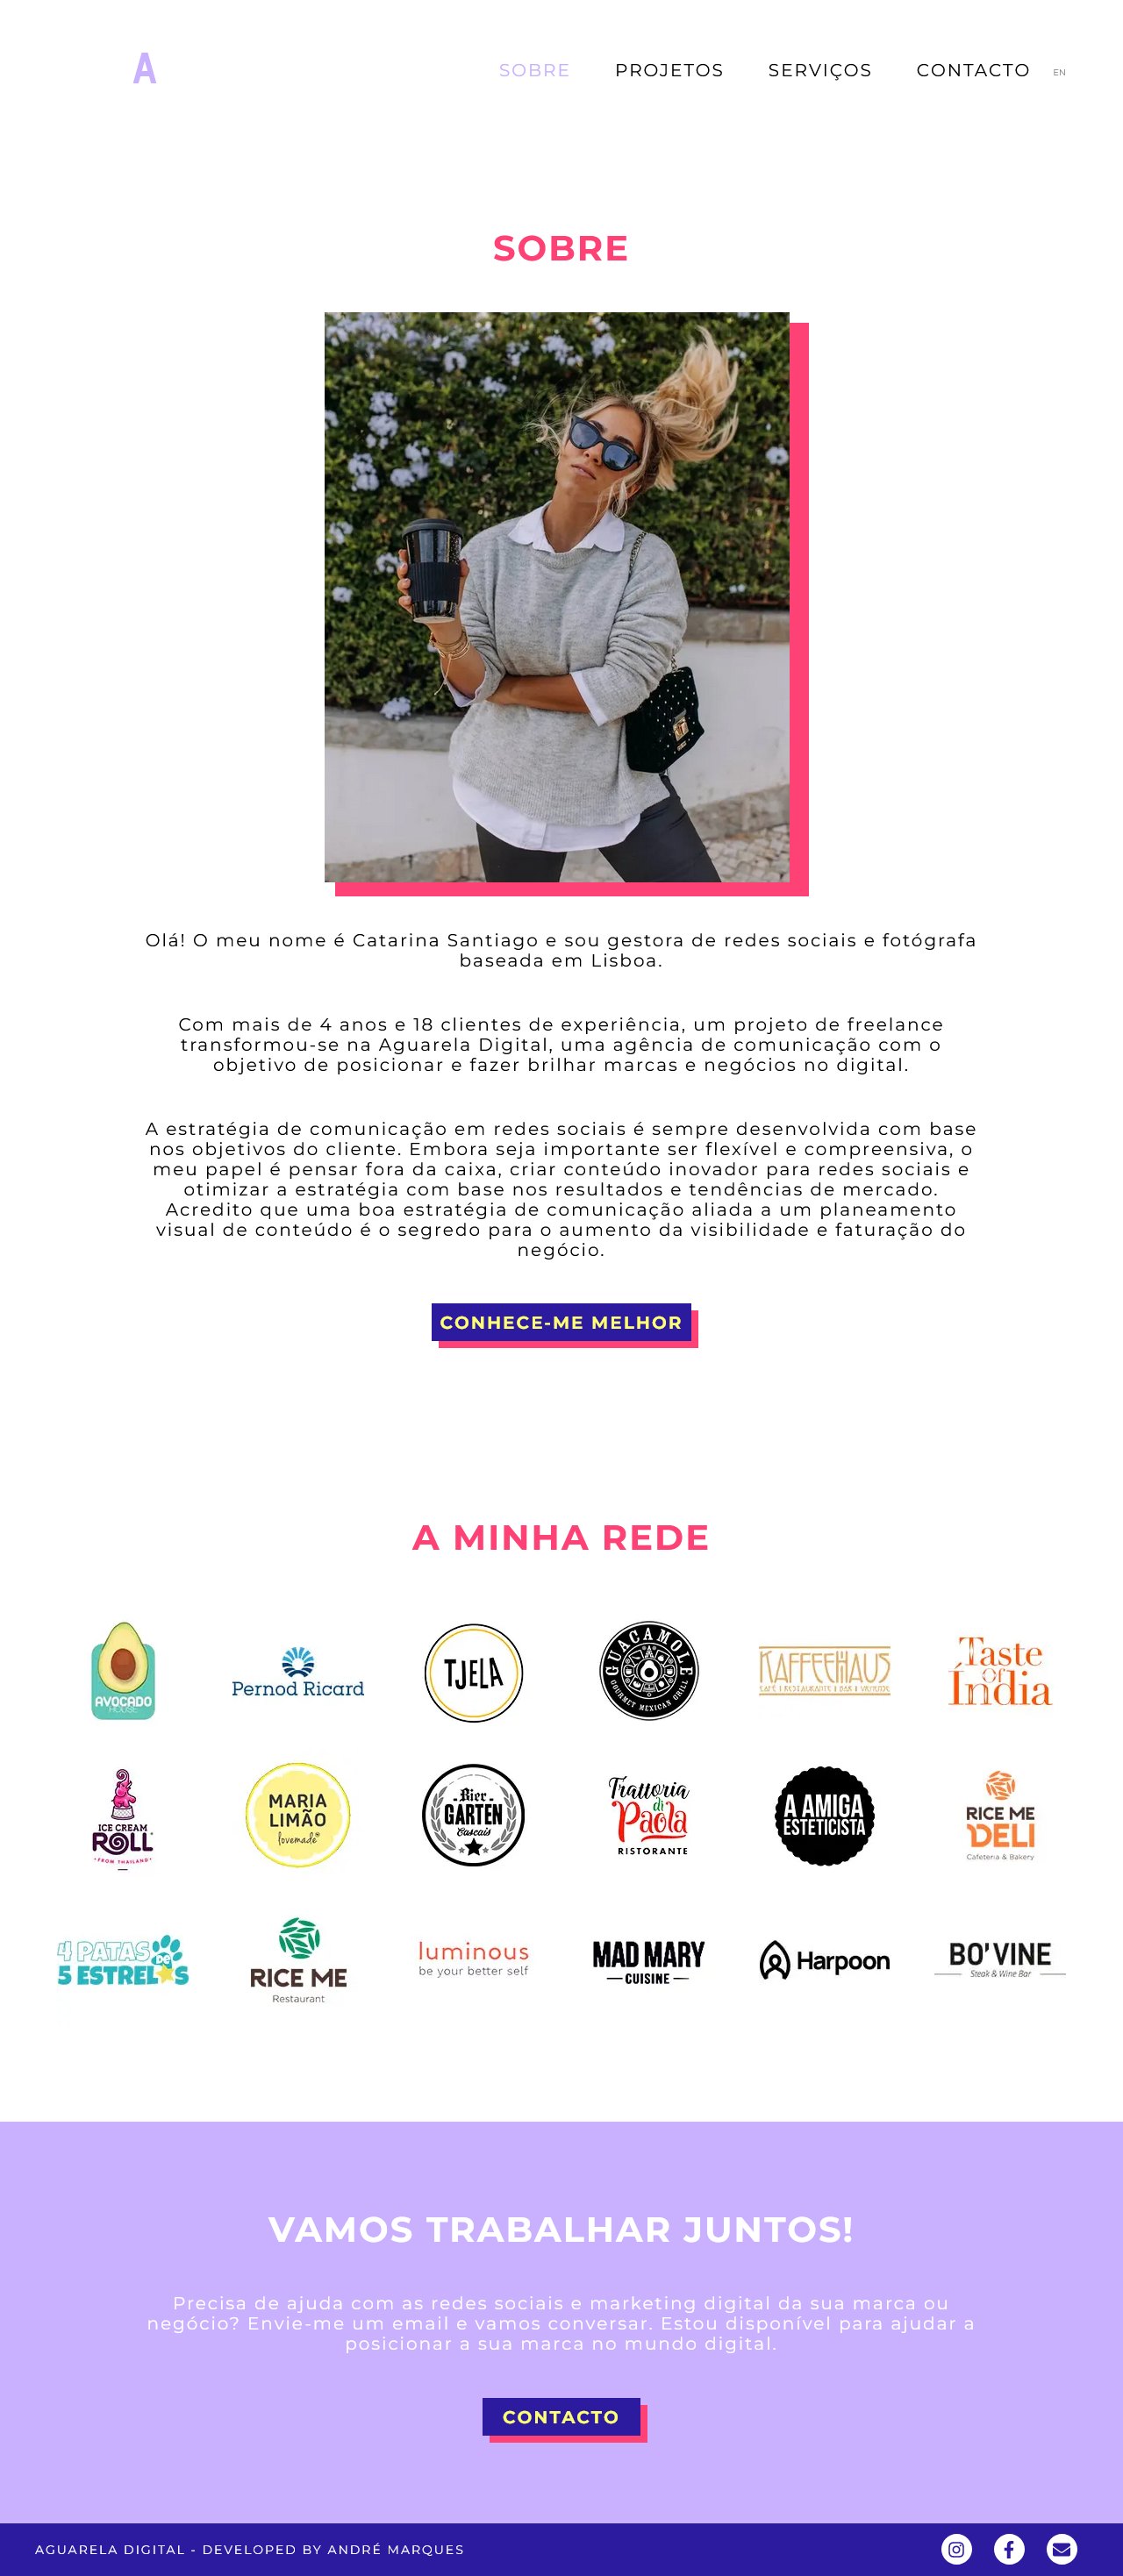 A
SOBRE PROJETOS SERVIÇOS CONTACTO EN
SOBRE
Olá! O meu nome é Catarina Santiago e sou gestora de redes sociais e fotógrafa
baseada em Lisboa.
Com mais de 4 anos e 18 clientes de experiência, um projeto de freelance
transformou-se na Aguarela Digital, uma agência de comunicação com o
objetivo de posicionar e fazer brilhar marcas e negócios no digital.
A estratégia de comunicação em redes sociais é sempre desenvolvida com base
nos objetivos do cliente. Embora seja importante ser flexível e compreensiva, o
meu papel é pensar fora da caixa, criar conteúdo inovador para redes sociais e
otimizar a estratégia com base nos resultados e tendências de mercado.
Acredito que uma boa estratégia de comunicação aliada a um planeamento
visual de conteúdo é o segredo para o aumento da visibilidade e faturação do
negócio.
CONHECE-ME MELHOR
A MINHA REDE
AVOCADO
HOUSE
Pernod Ricard
TJELA
GUACAMOLE
GOURMET MEXICAN GRILL
KAFFEEHAUS
CAFÉ | RESTAURANTE | BAR | VITRINE
Taste
Of
Índia
ICE CREAM
ROLL
FROM THAILAND
MARIA
LIMÃO
lovemade®
Bier
GARTEN
Cascais
Trattoria
di
Paola
RISTORANTE
A AMIGA
ESTETICISTA
RICE ME
DELI
Cafeteria & Bakery
4 PATAS
DE
5 ESTRELAS
RICE ME
Restaurant
luminous
be your better self
MAD MARY
CUISINE
Harpoon
BO'VINE
Steak & Wine Bar
VAMOS TRABALHAR JUNTOS!
Precisa de ajuda com as redes sociais e marketing digital da sua marca ou
negócio? Envie-me um email e vamos conversar. Estou disponível para ajudar a
posicionar a sua marca no mundo digital.
CONTACTO
AGUARELA DIGITAL - DEVELOPED BY ANDRÉ MARQUES